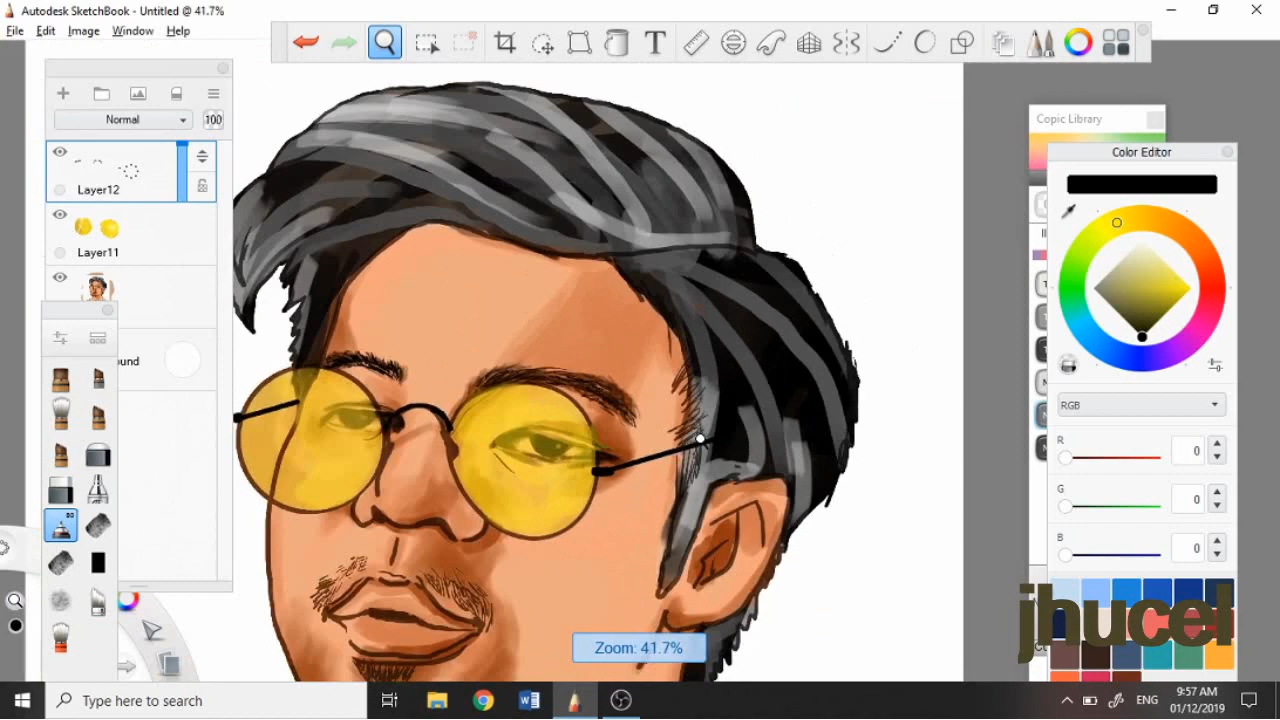 Autodesk SketchBook - Untitled @ 41.7%
File Edit Image Window Help
T
Normal
100
Layer12
Layer11
ound
Copic Library
Color Editor
RGB
R 0
G 0
B 0
Zoom: 41.7%
jhucel
Type here to search
ENG
9:57 AM
01/12/2019